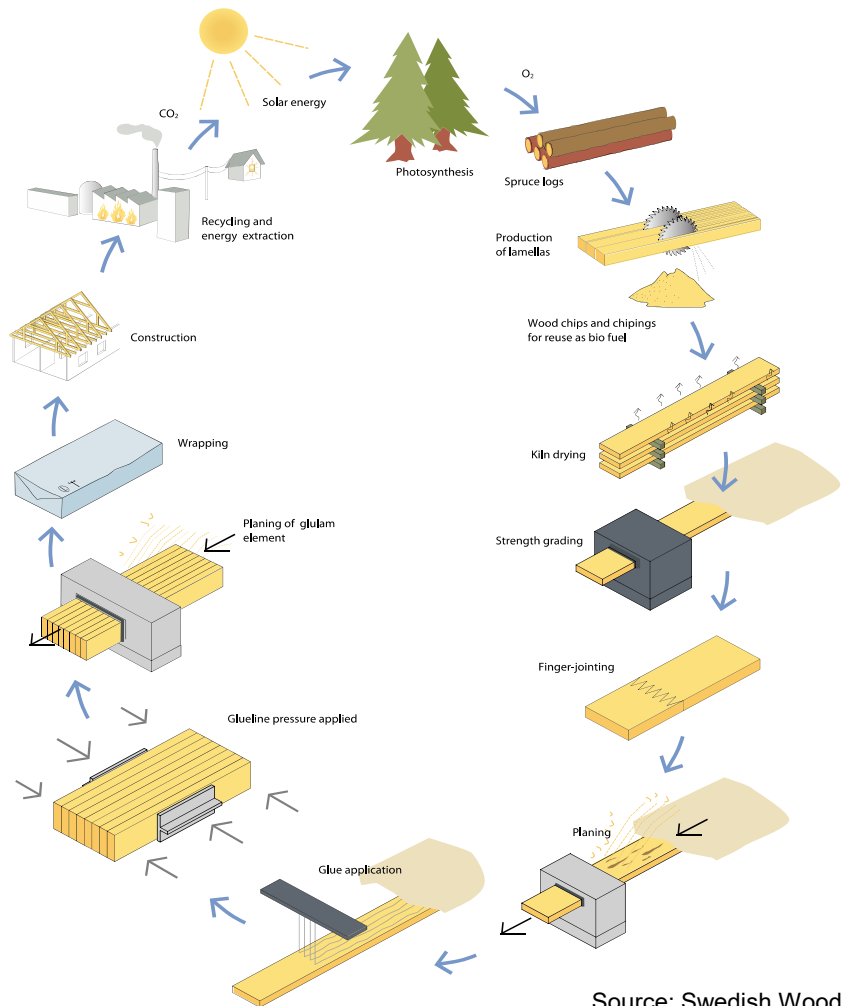 Solar energy
O₂
CO₂
Photosynthesis
Spruce logs
Recycling and
energy extraction
Production
of lamellas
Wood chips and chipings
for reuse as bio fuel
Construction
Kiln drying
Wrapping
Planing of glulam
element
Strength grading
Finger-jointing
Glueline pressure applied
Planing
Glue application
Source: Swedish Wood